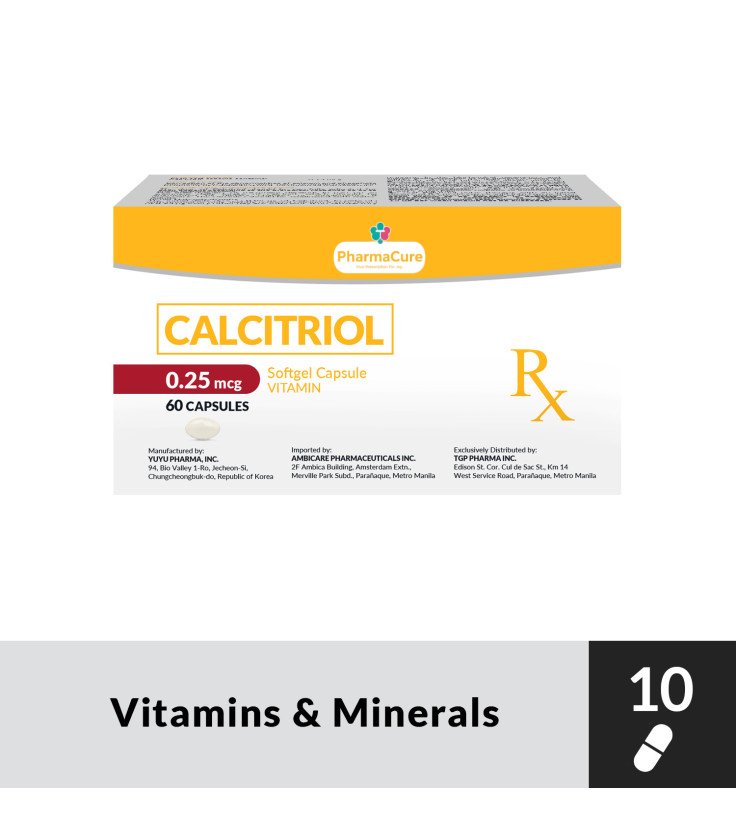 PharmaCure
CALCITRIOL
0.25 mcg
Softgel Capsule
VITAMIN
60 CAPSULES
Rx
Manufactured by:
YUYU PHARMA, INC.
94, Bio Valley 1-Ro, Jecheon-Si,
Chungcheongbuk-do, Republic of Korea
Imported by:
AMBICARE PHARMACEUTICALS INC.
2F Ambica Building, Amsterdam Extn.,
Merville Park Subd., Parañaque, Metro Manila
Exclusively Distributed by:
TGP PHARMA INC.
Edison St. Cor. Cul de Sac St., Km 14
West Service Road, Parañaque, Metro Manila
Vitamins & Minerals
10